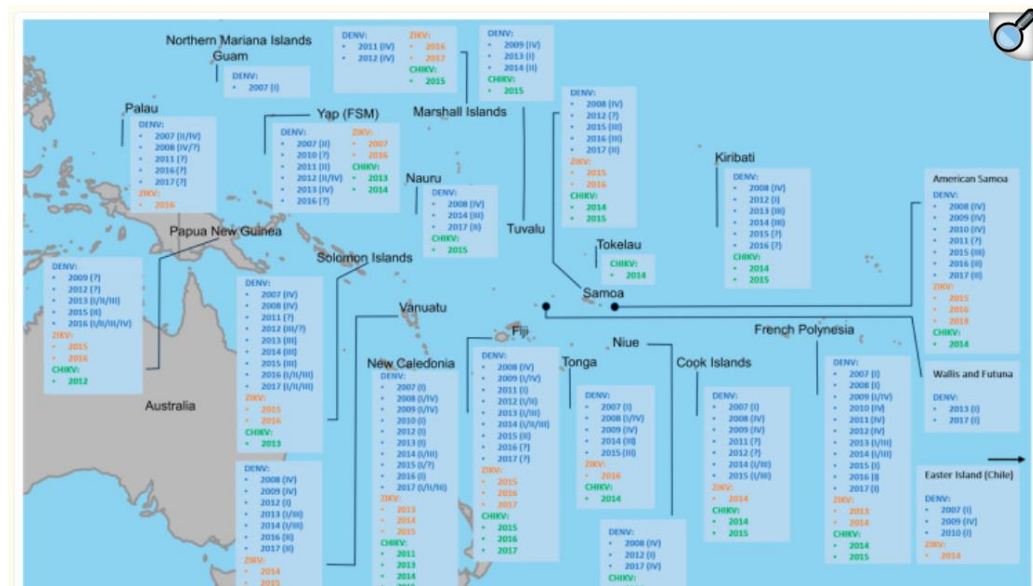 Northern Mariana Islands
Guam
DENV:
• 2007 (I)
DENV:
• 2011 (IV)
• 2012 (IV)
ZIKV:
• 2016
• 2017
CHIKV:
• 2015
Marshall Islands
DENV:
• 2009 (IV)
• 2013 (I)
• 2014 (II)
CHIKV:
• 2015
Tuvalu
Palau
DENV:
• 2007 (II/IV)
• 2008 (IV/?)
• 2011 (?)
• 2016 (?)
• 2017 (?)
ZIKV:
• 2016
Yap (FSM)
DENV:
• 2007 (II)
• 2010 (?)
• 2011 (II)
• 2012 (II/IV)
• 2013 (IV)
• 2016 (?)
ZIKV:
• 2007
• 2016
CHIKV:
• 2013
• 2014
Nauru
DENV:
• 2008 (IV)
• 2014 (III)
• 2017 (II)
CHIKV:
• 2015
DENV:
• 2008 (IV)
• 2012 (?)
• 2015 (III)
• 2016 (III)
• 2017 (II)
ZIKV:
• 2015
• 2016
CHIKV:
• 2014
• 2015
Samoa
Tokelau
CHIKV:
• 2014
Kiribati
DENV:
• 2008 (IV)
• 2012 (I)
• 2013 (III)
• 2014 (III)
• 2015 (?)
• 2016 (?)
CHIKV:
• 2014
• 2015
American Samoa
DENV:
• 2008 (IV)
• 2009 (IV)
• 2010 (IV)
• 2011 (?)
• 2015 (III)
• 2016 (II)
• 2017 (II)
ZIKV:
• 2015
• 2016
• 2018
CHIKV:
• 2014
Papua New Guinea
DENV:
• 2009 (?)
• 2012 (?)
• 2013 (I/II/III)
• 2015 (II)
• 2016 (I/II/III/IV)
ZIKV:
• 2015
• 2016
CHIKV:
• 2012
Australia
Solomon Islands
DENV:
• 2007 (IV)
• 2008 (IV)
• 2011 (?)
• 2012 (III/?)
• 2013 (III)
• 2014 (III)
• 2015 (III)
• 2016 (I/II/III)
• 2017 (I/II/III)
ZIKV:
• 2015
• 2016
CHIKV:
• 2013
Vanuatu
DENV:
• 2008 (IV)
• 2009 (IV)
• 2012 (I)
• 2013 (I/III)
• 2014 (I/III)
• 2016 (II)
• 2017 (II)
ZIKV:
• 2014
• 2015
New Caledonia
DENV:
• 2007 (I)
• 2008 (I/IV)
• 2009 (I/IV)
• 2010 (I)
• 2012 (I)
• 2013 (I)
• 2014 (I/III)
• 2015 (I/?)
• 2016 (I)
• 2017 (I/II/III)
ZIKV:
• 2013
• 2014
• 2015
CHIKV:
• 2011
• 2013
• 2014
Fiji
DENV:
• 2008 (IV)
• 2009 (I/IV)
• 2011 (I)
• 2012 (I/II)
• 2013 (I/III)
• 2014 (I/II/III)
• 2015 (II)
• 2016 (?)
• 2017 (?)
ZIKV:
• 2015
• 2016
• 2017
CHIKV:
• 2015
• 2016
• 2017
Tonga
DENV:
• 2007 (I)
• 2008 (I/IV)
• 2009 (IV)
• 2014 (III)
• 2015 (III)
ZIKV:
• 2016
CHIKV:
• 2014
Niue
DENV:
• 2008 (IV)
• 2012 (I)
• 2017 (IV)
CHIKV:
Cook Islands
DENV:
• 2007 (I)
• 2008 (IV)
• 2009 (IV)
• 2011 (?)
• 2012 (?)
• 2014 (I/III)
• 2015 (I/III)
ZIKV:
• 2014
CHIKV:
• 2014
• 2015
French Polynesia
DENV:
• 2007 (I)
• 2008 (I)
• 2009 (I/IV)
• 2010 (IV)
• 2011 (IV)
• 2012 (IV)
• 2013 (I/III)
• 2014 (I/III)
• 2015 (I)
• 2016 (I)
• 2017 (I)
ZIKV:
• 2013
• 2014
CHIKV:
• 2014
• 2015
Wallis and Futuna
DENV:
• 2013 (I)
• 2017 (I)
Easter Island (Chile)
DENV:
• 2007 (I)
• 2009 (IV)
• 2010 (I)
ZIKV:
• 2014